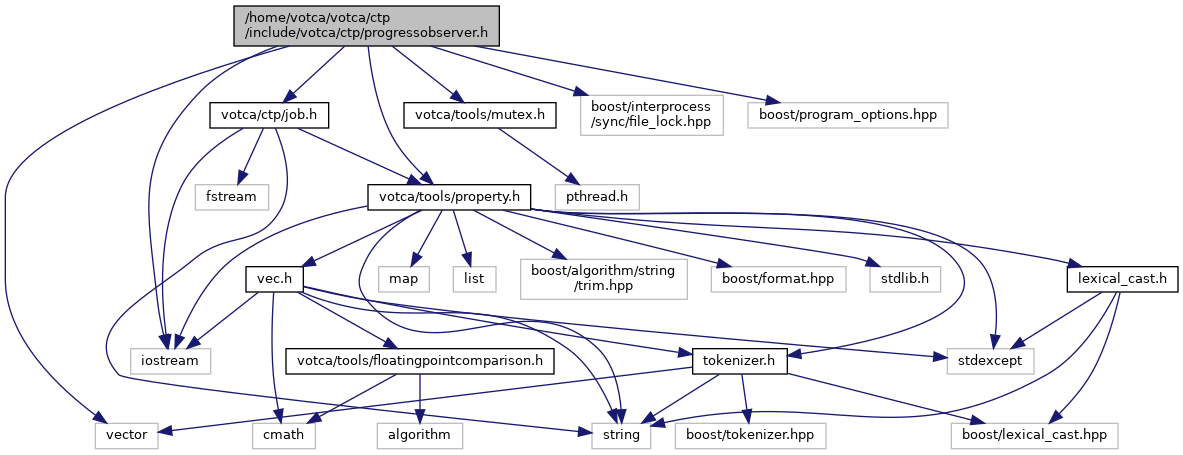 /home/votca/votca/ctp
/include/votca/ctp/progressobserver.h
votca/ctp/job.h
votca/tools/mutex.h
boost/interprocess
/sync/file_lock.hpp
boost/program_options.hpp
fstream
votca/tools/property.h
pthread.h
vec.h
map
list
boost/algorithm/string
/trim.hpp
boost/format.hpp
stdlib.h
lexical_cast.h
iostream
votca/tools/floatingpointcomparison.h
tokenizer.h
stdexcept
vector
cmath
algorithm
string
boost/tokenizer.hpp
boost/lexical_cast.hpp